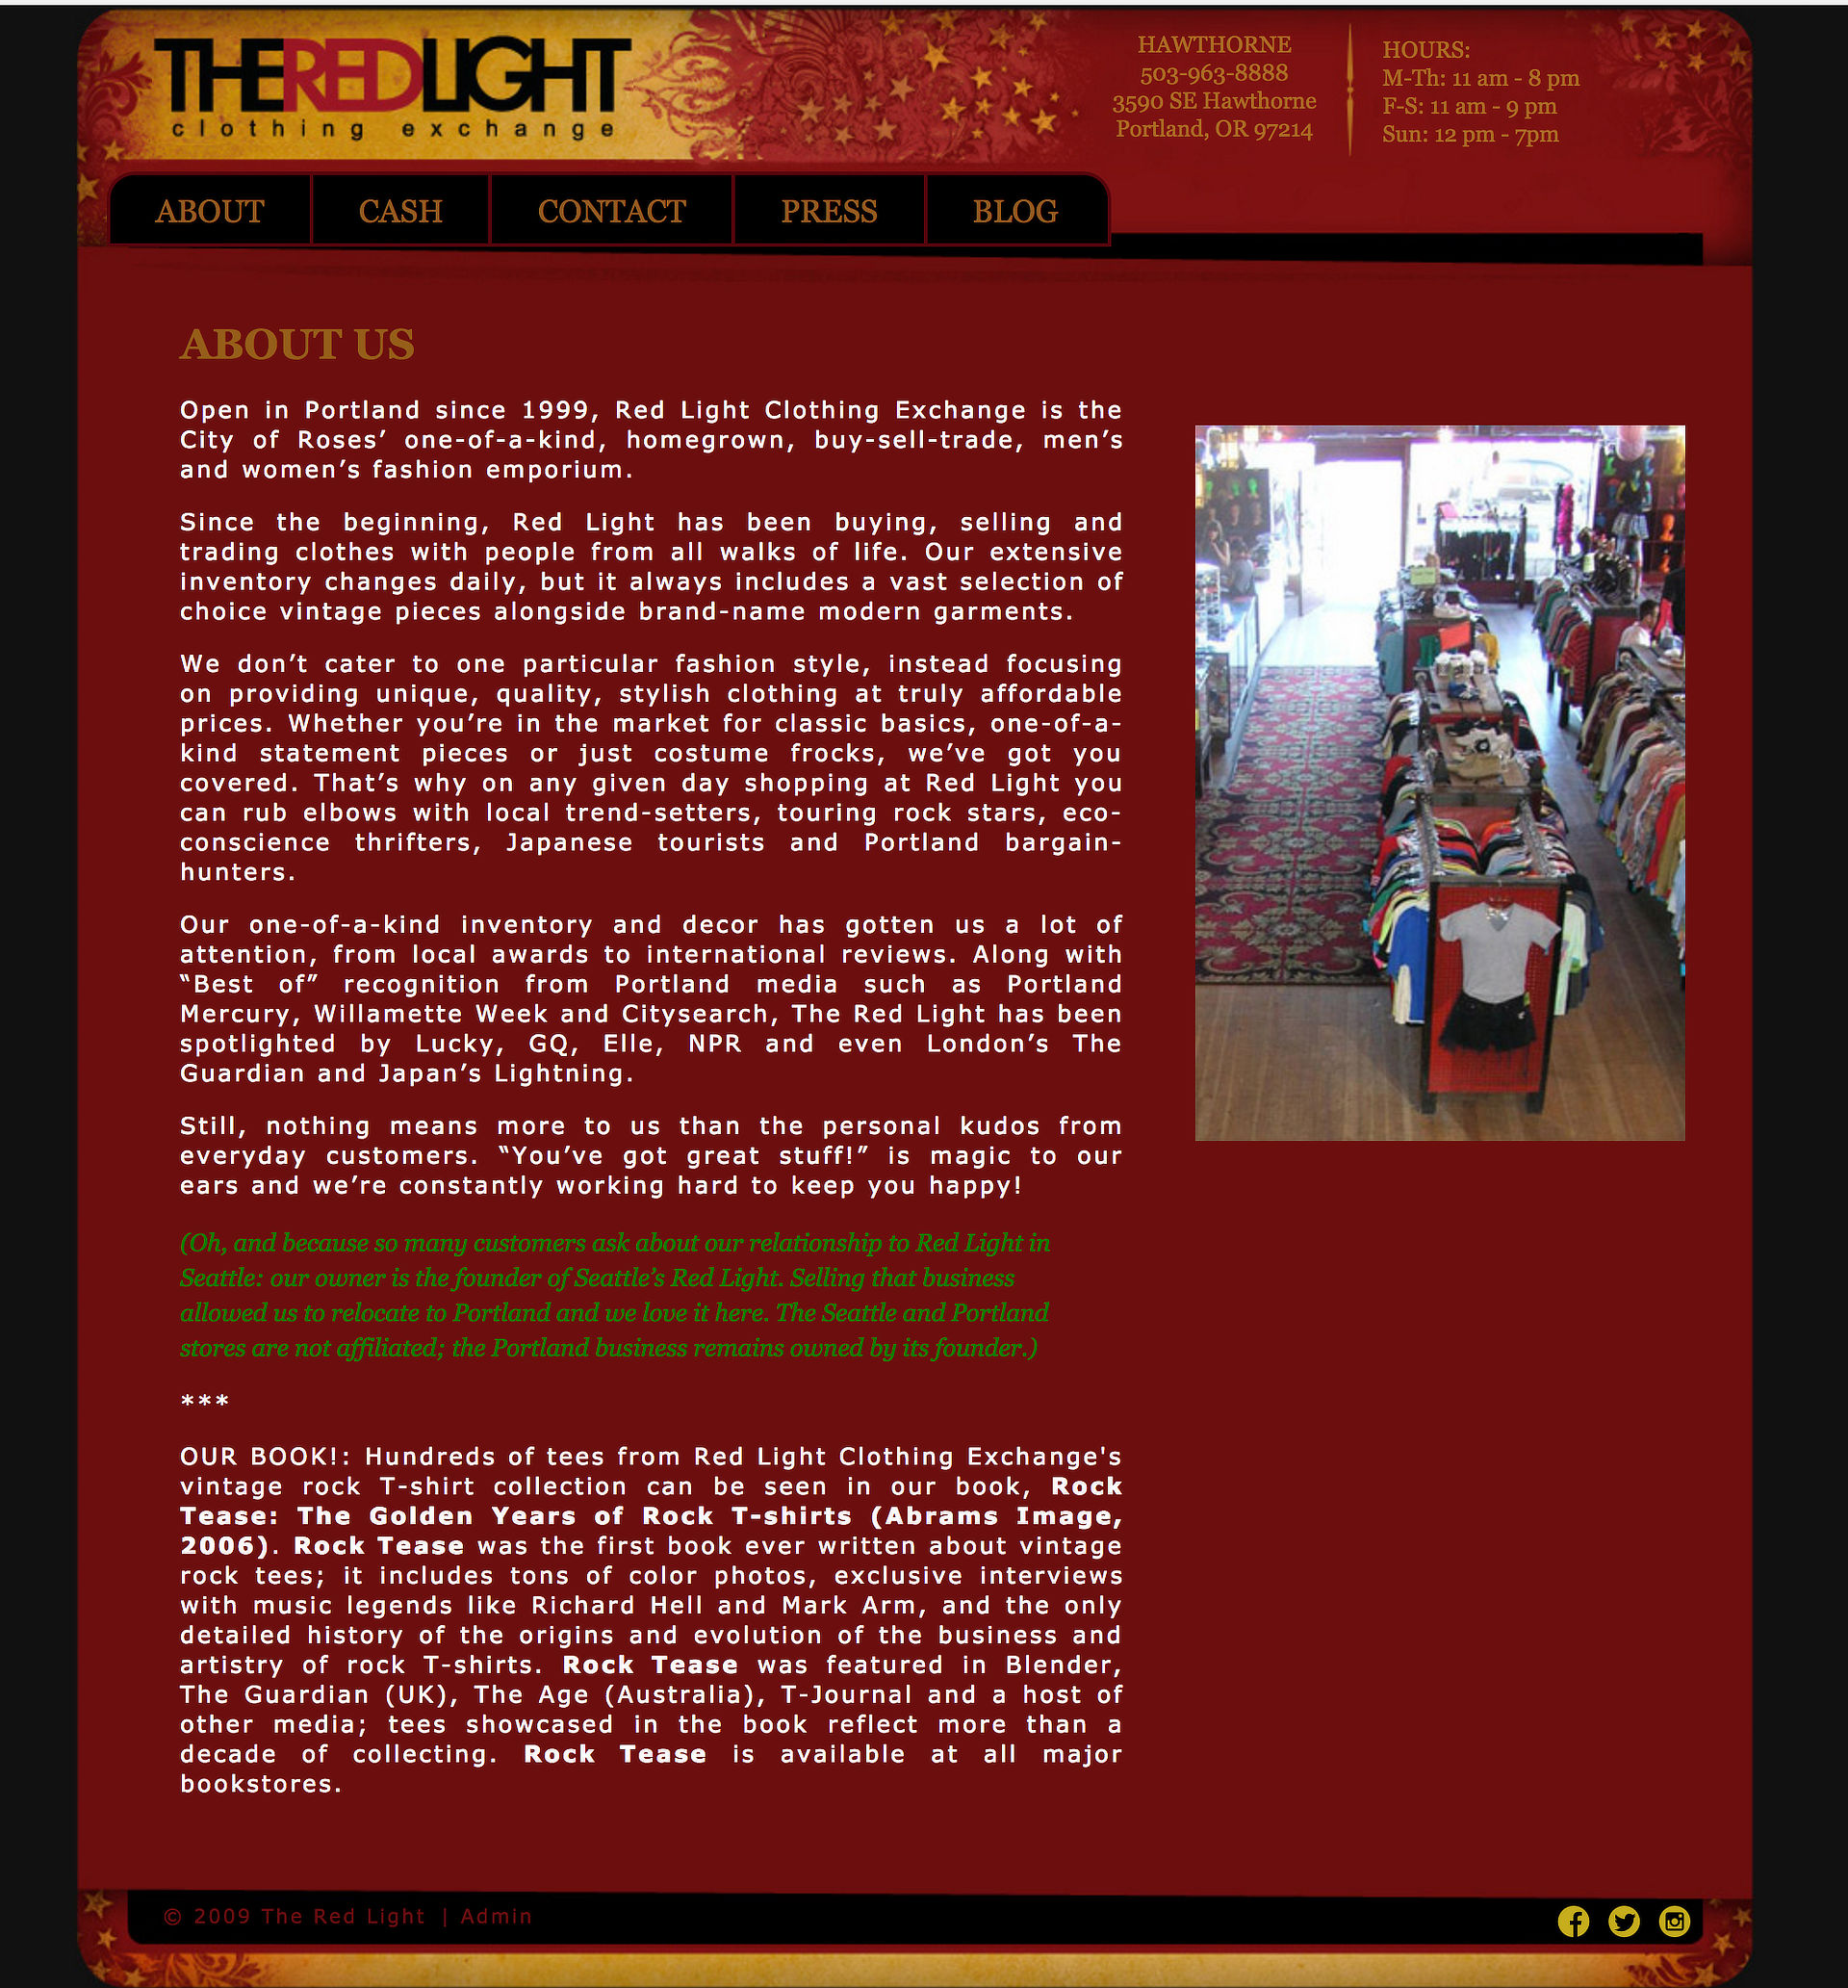 THEREDLIGHT
clothing exchange
HAWTHORNE
503-963-8888
3590 SE Hawthorne
Portland, OR 97214
HOURS:
M-Th: 11 am - 8 pm
F-S: 11 am - 9 pm
Sun: 12 pm - 7pm
ABOUT
CASH
CONTACT
PRESS
BLOG
ABOUT US
Open in Portland since 1999, Red Light Clothing Exchange is the
City of Roses’ one-of-a-kind, homegrown, buy-sell-trade, men’s
and women’s fashion emporium.
Since the beginning, Red Light has been buying, selling and
trading clothes with people from all walks of life. Our extensive
inventory changes daily, but it always includes a vast selection of
choice vintage pieces alongside brand-name modern garments.
We don’t cater to one particular fashion style, instead focusing
on providing unique, quality, stylish clothing at truly affordable
prices. Whether you’re in the market for classic basics, one-of-a-
kind statement pieces or just costume frocks, we’ve got you
covered. That’s why on any given day shopping at Red Light you
can rub elbows with local trend-setters, touring rock stars, eco-
conscience thrifters, Japanese tourists and Portland bargain-
hunters.
Our one-of-a-kind inventory and decor has gotten us a lot of
attention, from local awards to international reviews. Along with
“Best of” recognition from Portland media such as Portland
Mercury, Willamette Week and Citysearch, The Red Light has been
spotlighted by Lucky, GQ, Elle, NPR and even London’s The
Guardian and Japan’s Lightning.
Still, nothing means more to us than the personal kudos from
everyday customers. “You’ve got great stuff!” is magic to our
ears and we’re constantly working hard to keep you happy!
(Oh, and because so many customers ask about our relationship to Red Light in
Seattle: our owner is the founder of Seattle’s Red Light. Selling that business
allowed us to relocate to Portland and we love it here. The Seattle and Portland
stores are not affiliated; the Portland business remains owned by its founder.)
***
OUR BOOK!: Hundreds of tees from Red Light Clothing Exchange's
vintage rock T-shirt collection can be seen in our book, Rock
Tease: The Golden Years of Rock T-shirts (Abrams Image,
2006). Rock Tease was the first book ever written about vintage
rock tees; it includes tons of color photos, exclusive interviews
with music legends like Richard Hell and Mark Arm, and the only
detailed history of the origins and evolution of the business and
artistry of rock T-shirts. Rock Tease was featured in Blender,
The Guardian (UK), The Age (Australia), T-Journal and a host of
other media; tees showcased in the book reflect more than a
decade of collecting. Rock Tease is available at all major
bookstores.
© 2009 The Red Light | Admin